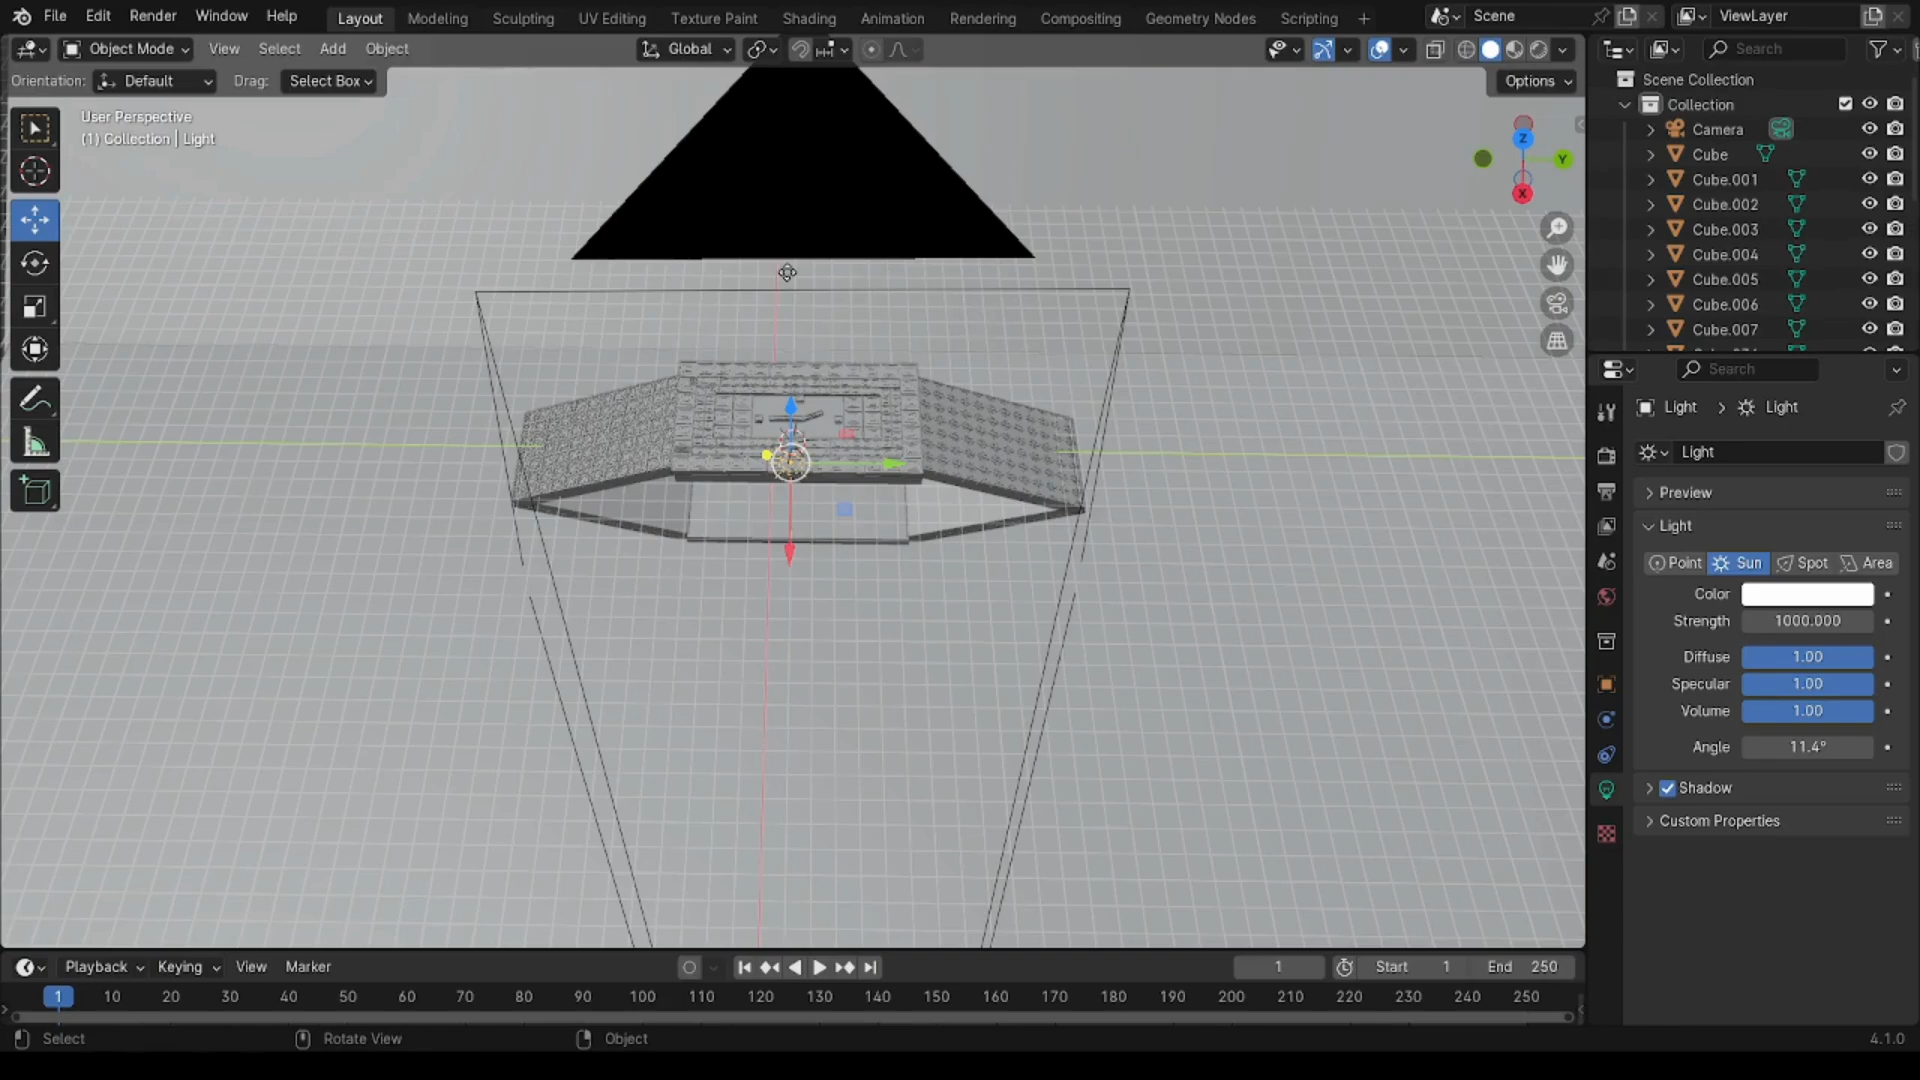 File Edit Render Window Help Layout Modeling Sculpting UV Editing Texture Paint Shading Animation Rendering Compositing Geometry Nodes Scripting + Scene ViewLayer
Object Mode View Select Add Object Global Search
Orientation: Default Drag: Select Box Options
User Perspective
(1) Collection | Light
Z
Y
X
Scene Collection
Collection
Camera
Cube
Cube.001
Cube.002
Cube.003
Cube.004
Cube.005
Cube.006
Cube.007
Search
Light > Light
Light
Preview
Light
Point Sun Spot Area
Color
Strength 1000.000
Diffuse 1.00
Specular 1.00
Volume 1.00
Angle 11.4°
Shadow
Custom Properties
Playback Keying View Marker 1 Start 1 End 250
1 10 20 30 40 50 60 70 80 90 100 110 120 130 140 150 160 170 180 190 200 210 220 230 240 250
Select Rotate View Object 4.1.0